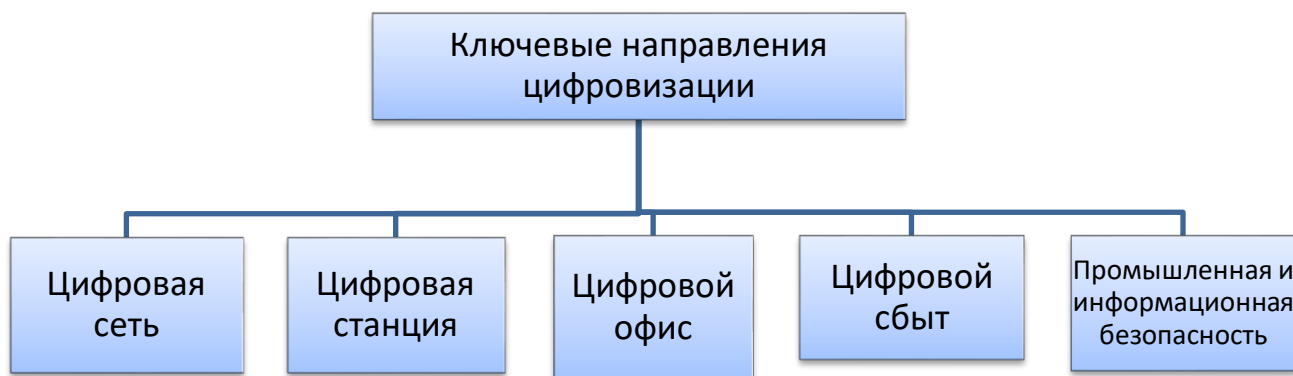 Ключевые направления
цифровизации
Цифровая
сеть
Цифровая
станция
Цифровой
офис
Цифровой
сбыт
Промышленная и
информационная
безопасность